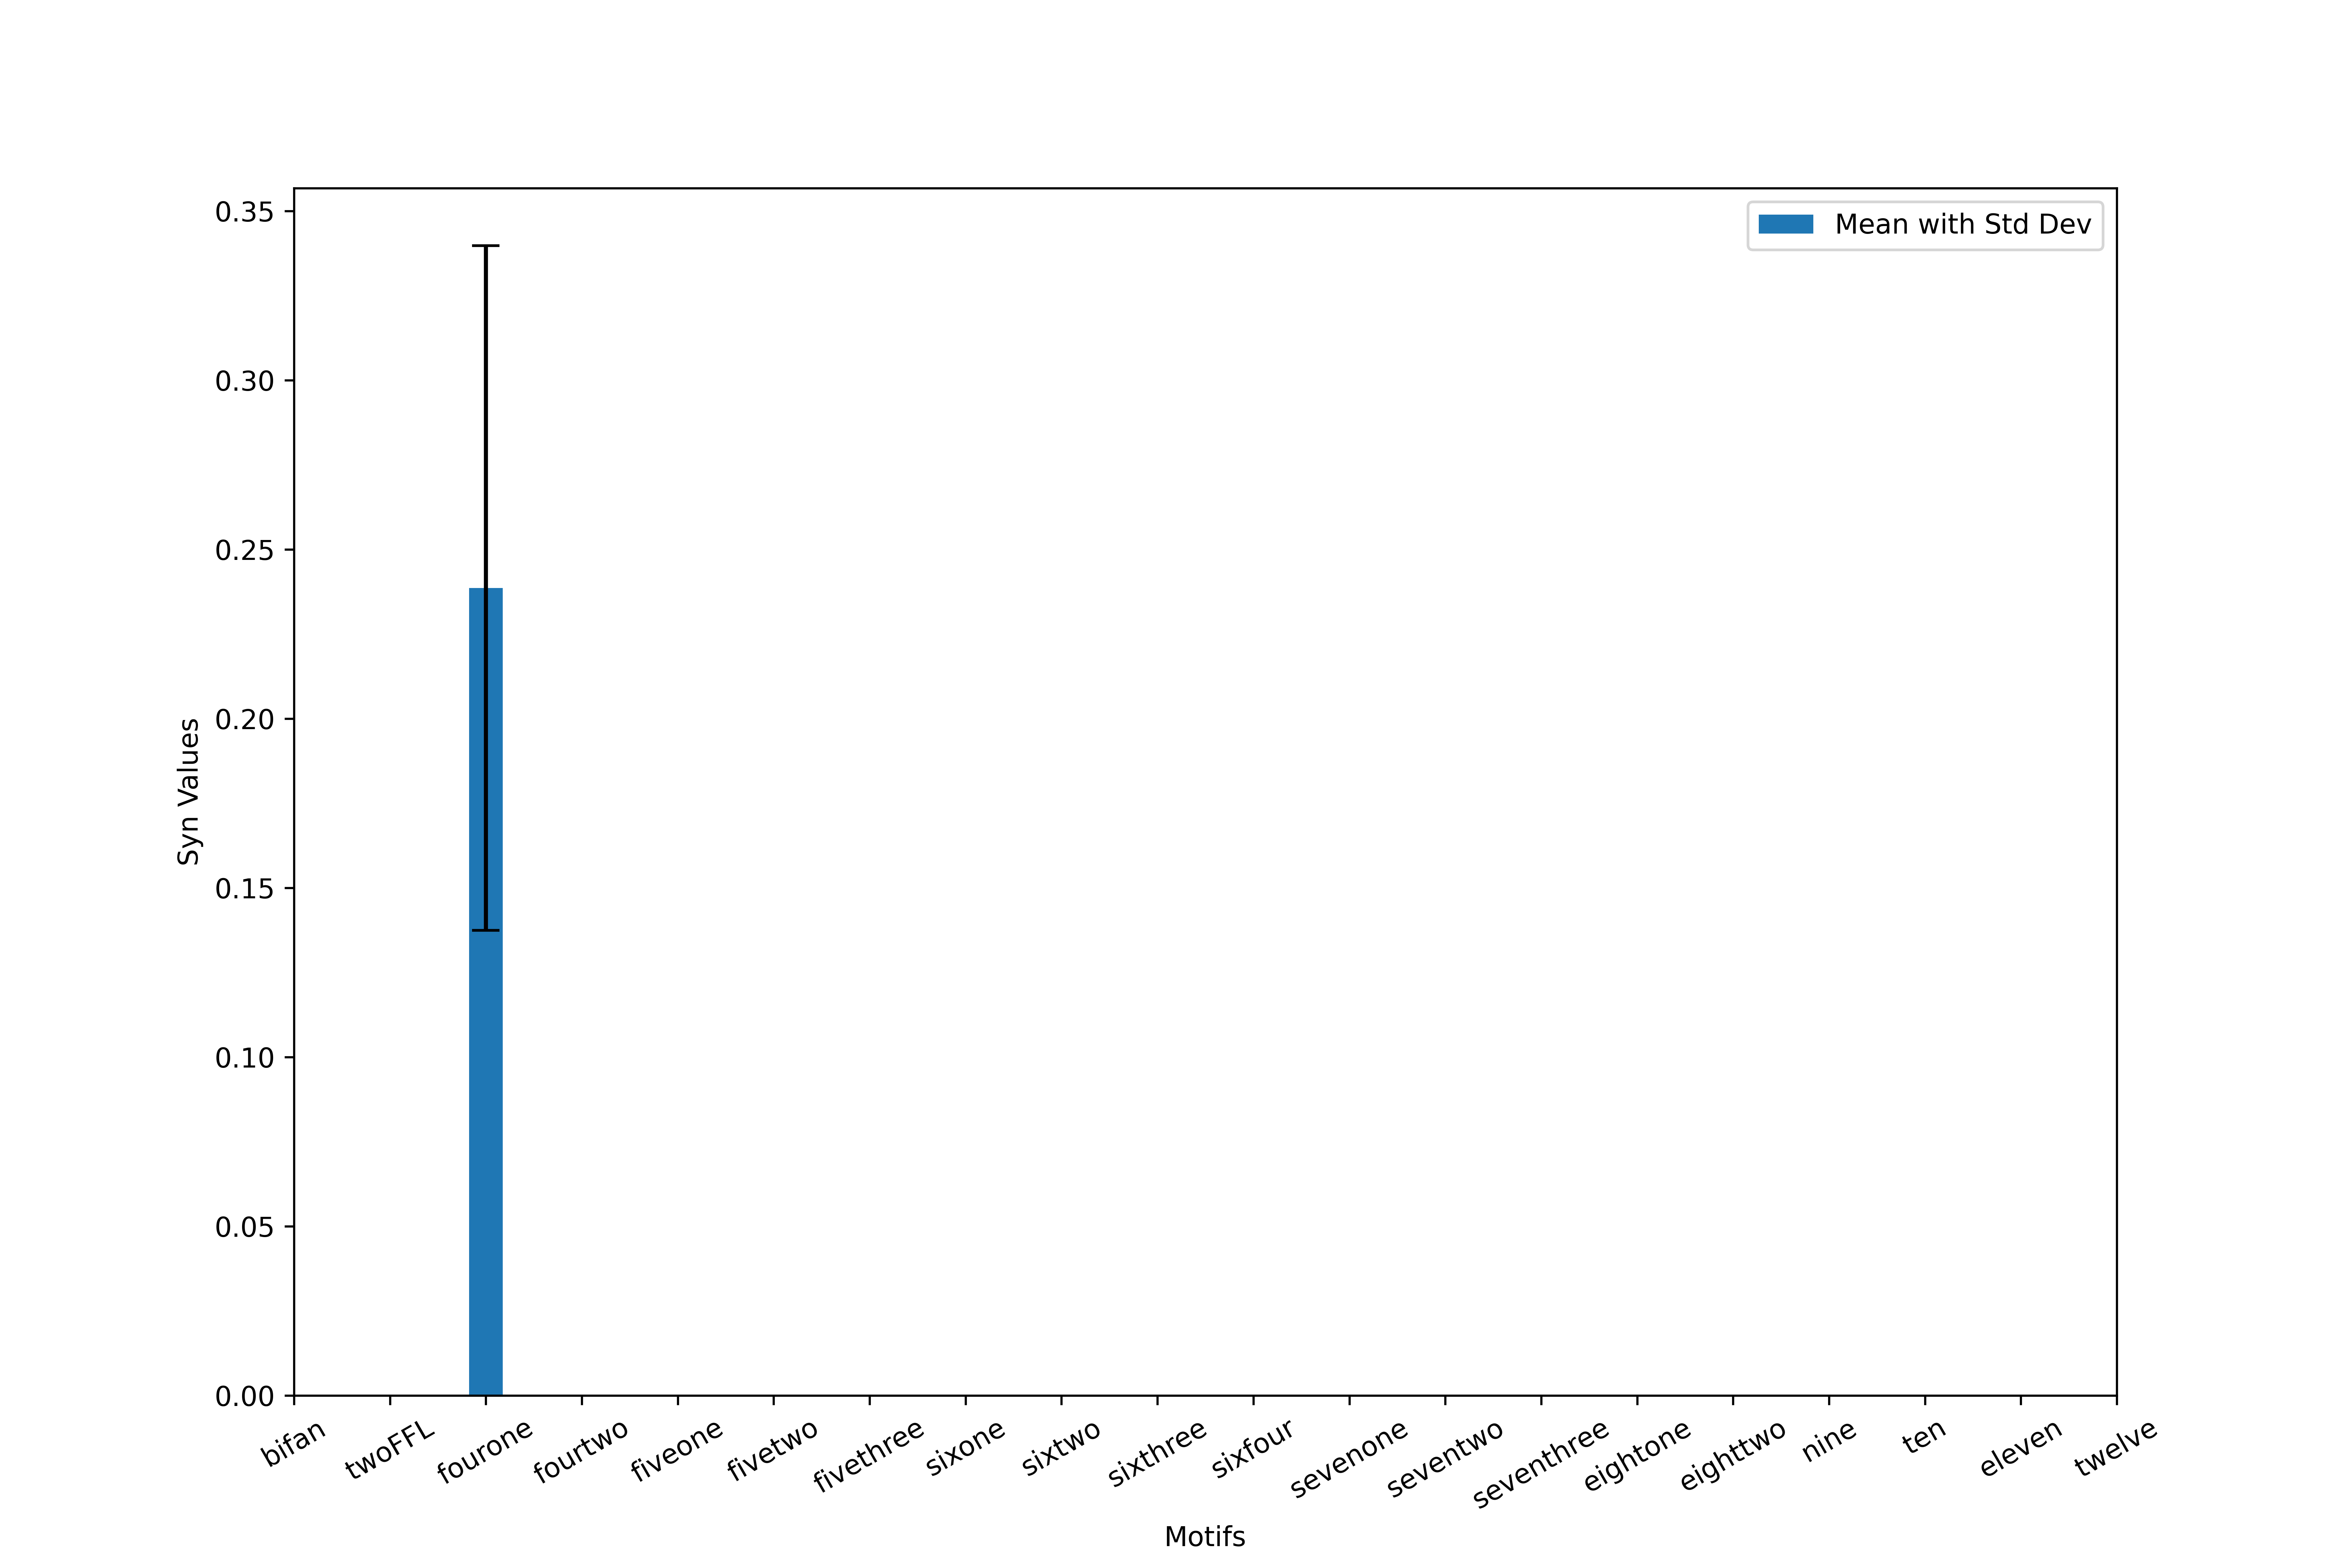 Mean with Std Dev
0.35
0.30
0.25
0.20
0.15
0.10
0.05
0.00
Syn Values
bifan
twoFFL
fourone
fourtwo
fiveone
fivetwo
fivethree
sixone
sixtwo
sixthree
sixfour
sevenone
seventwo
seventhree
eightone
eighttwo
nine
ten
eleven
twelve
Motifs